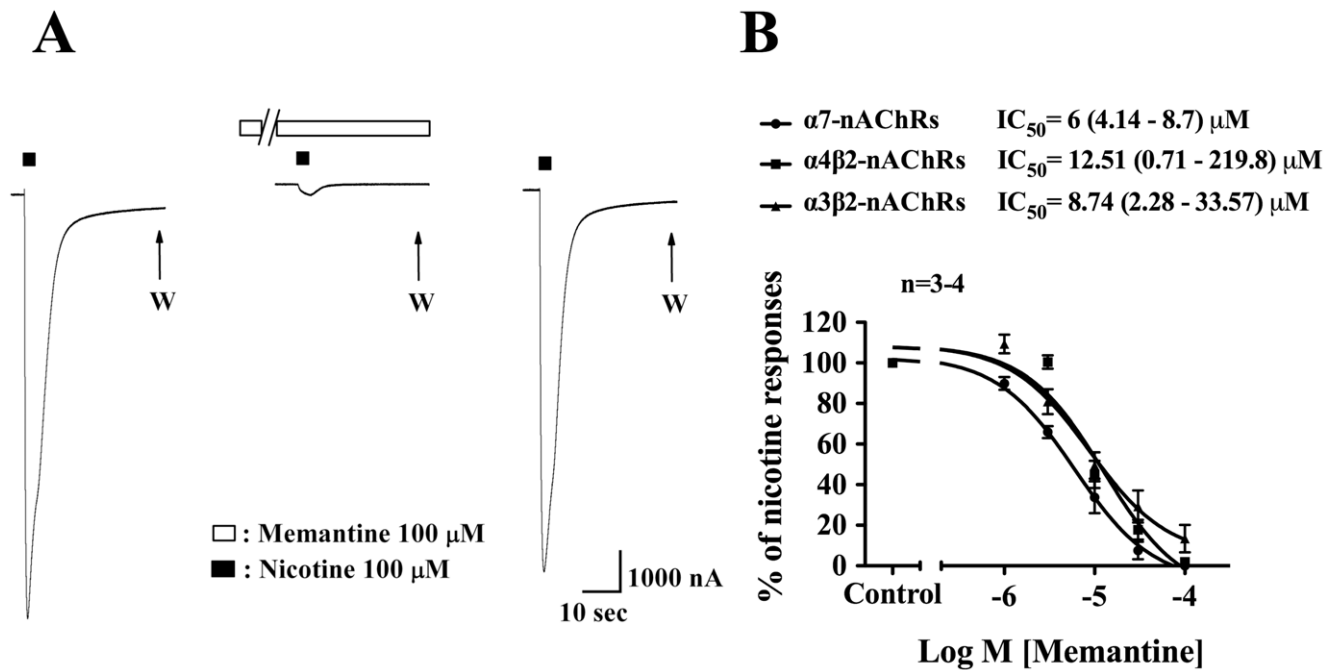 A
W
W
W
: Memantine 100 μM
: Nicotine 100 μM
1000 nA
10 sec
B
α7-nAChRs IC50= 6 (4.14 - 8.7) μM
α4β2-nAChRs IC50= 12.51 (0.71 - 219.8) μM
α3β2-nAChRs IC50= 8.74 (2.28 - 33.57) μM
n=3-4
% of nicotine responses
120
100
80
60
40
20
0
Control -6 -5 -4
Log M [Memantine]